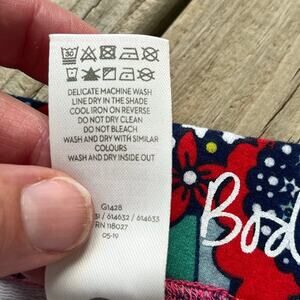 30
DELICATE MACHINE WASH
LINE DRY IN THE SHADE
COOL IRON ON REVERSE
DO NOT DRY CLEAN
DO NOT BLEACH
WASH AND DRY WITH SIMILAR
COLOURS
WASH AND DRY INSIDE OUT
G1428
/ 614632 / 614633
RN 118027
05-19
Bod